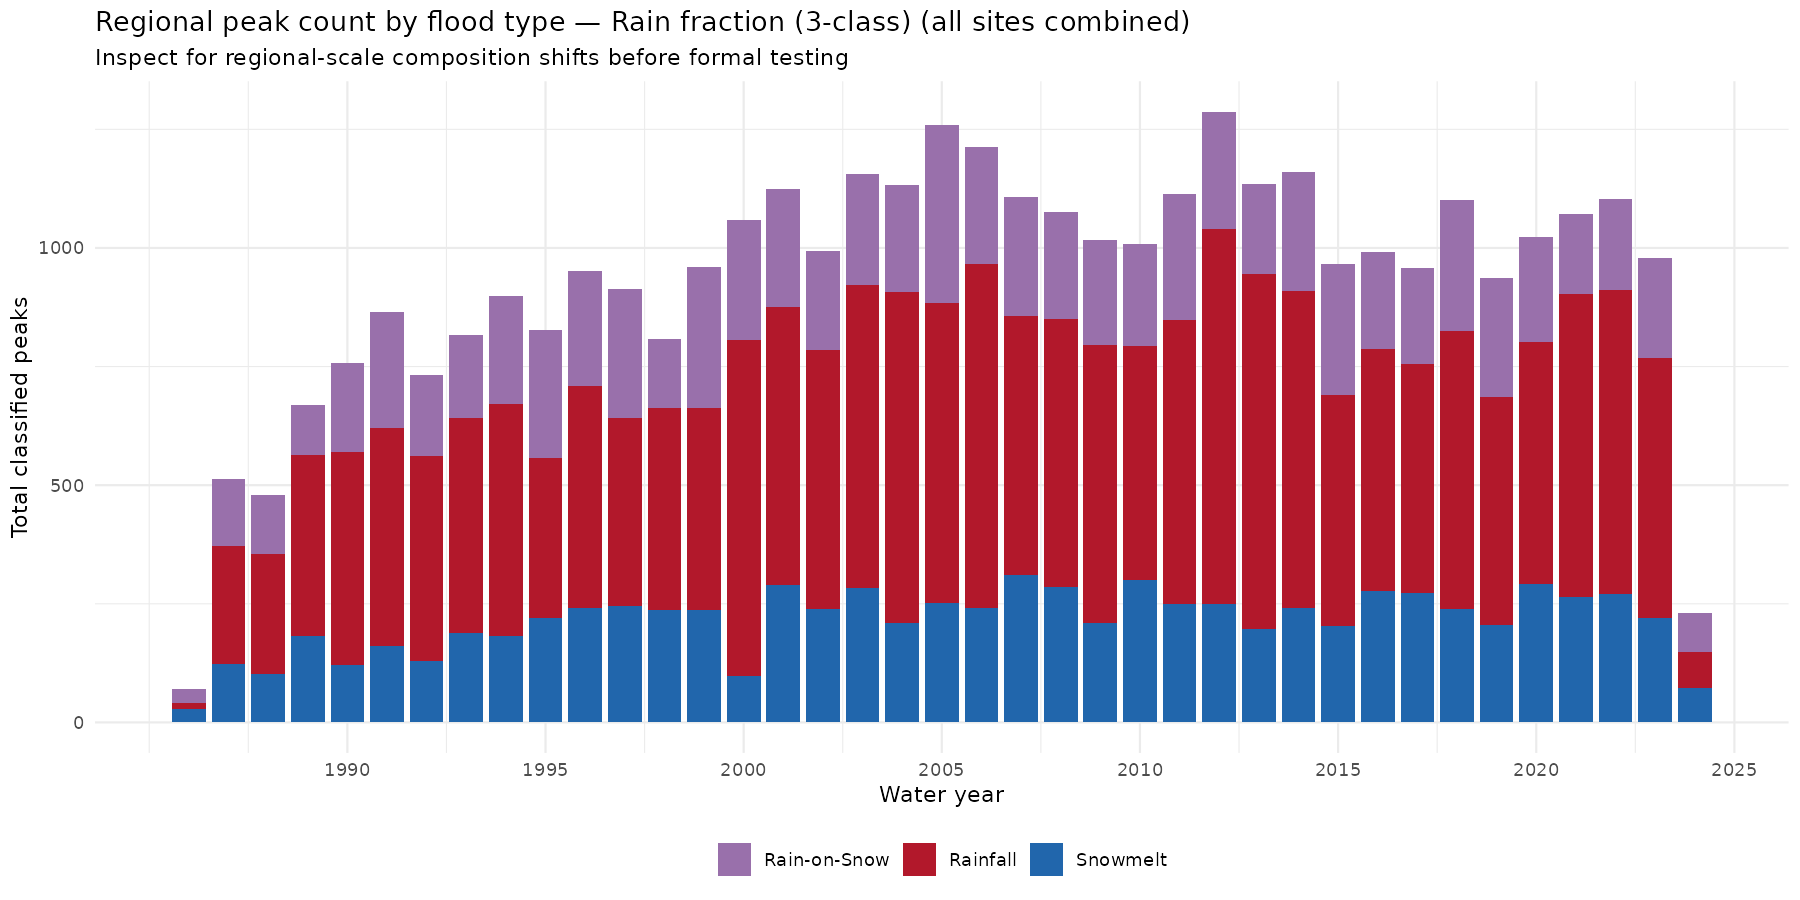 Regional peak count by flood type — Rain fraction (3-class) (all sites combined)
Inspect for regional-scale composition shifts before formal testing
Total classified peaks
1000
500
0
1990 1995 2000 2005 2010 2015 2020 2025
Water year
Rain-on-Snow Rainfall Snowmelt